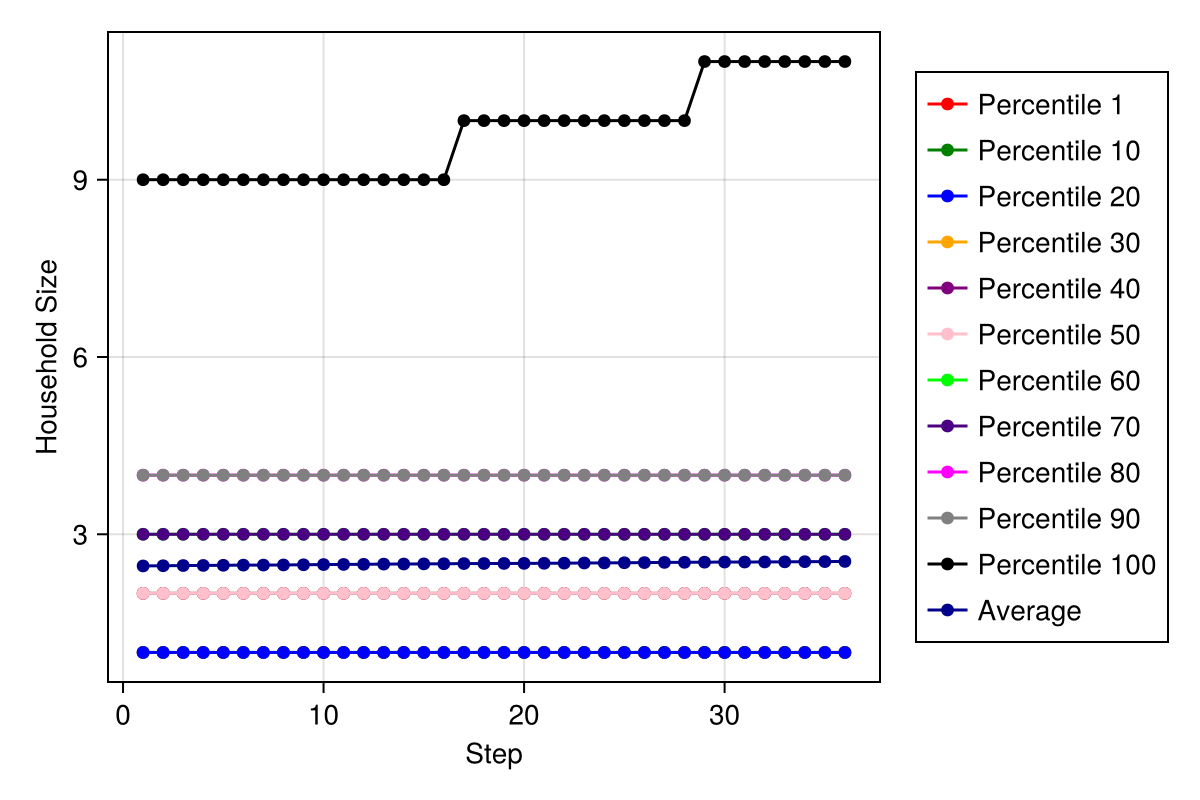 9
6
3
Household Size
0 10 20 30
Step
Percentile 1
Percentile 10
Percentile 20
Percentile 30
Percentile 40
Percentile 50
Percentile 60
Percentile 70
Percentile 80
Percentile 90
Percentile 100
Average